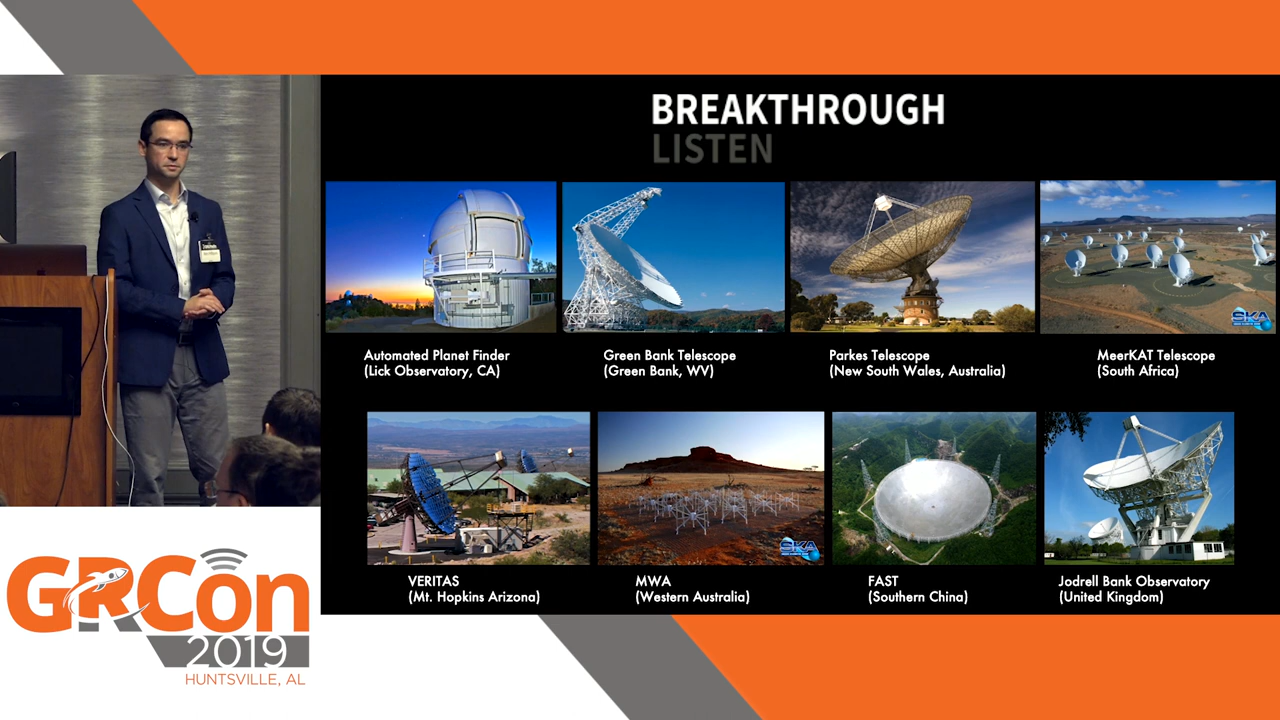 BREAKTHROUGH
LISTEN
Automated Planet Finder
(Lick Observatory, CA)
Green Bank Telescope
(Green Bank, WV)
Parkes Telescope
(New South Wales, Australia)
SKA
MeerKAT Telescope
(South Africa)
VERITAS
(Mt. Hopkins Arizona)
SKA
MWA
(Western Australia)
FAST
(Southern China)
Jodrell Bank Observatory
(United Kingdom)
GRCon
2019
HUNTSVILLE, AL